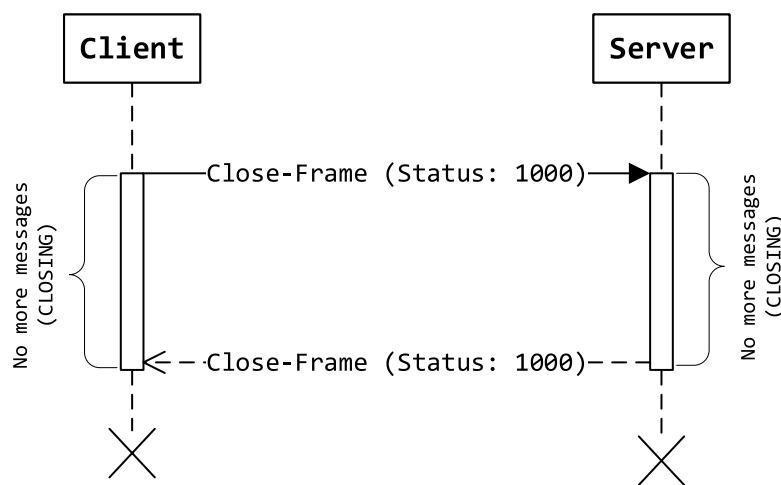 Client
Server
Close-Frame (Status: 1000)
No more messages
(CLOSING)
No more messages
(CLOSING)
Close-Frame (Status: 1000)